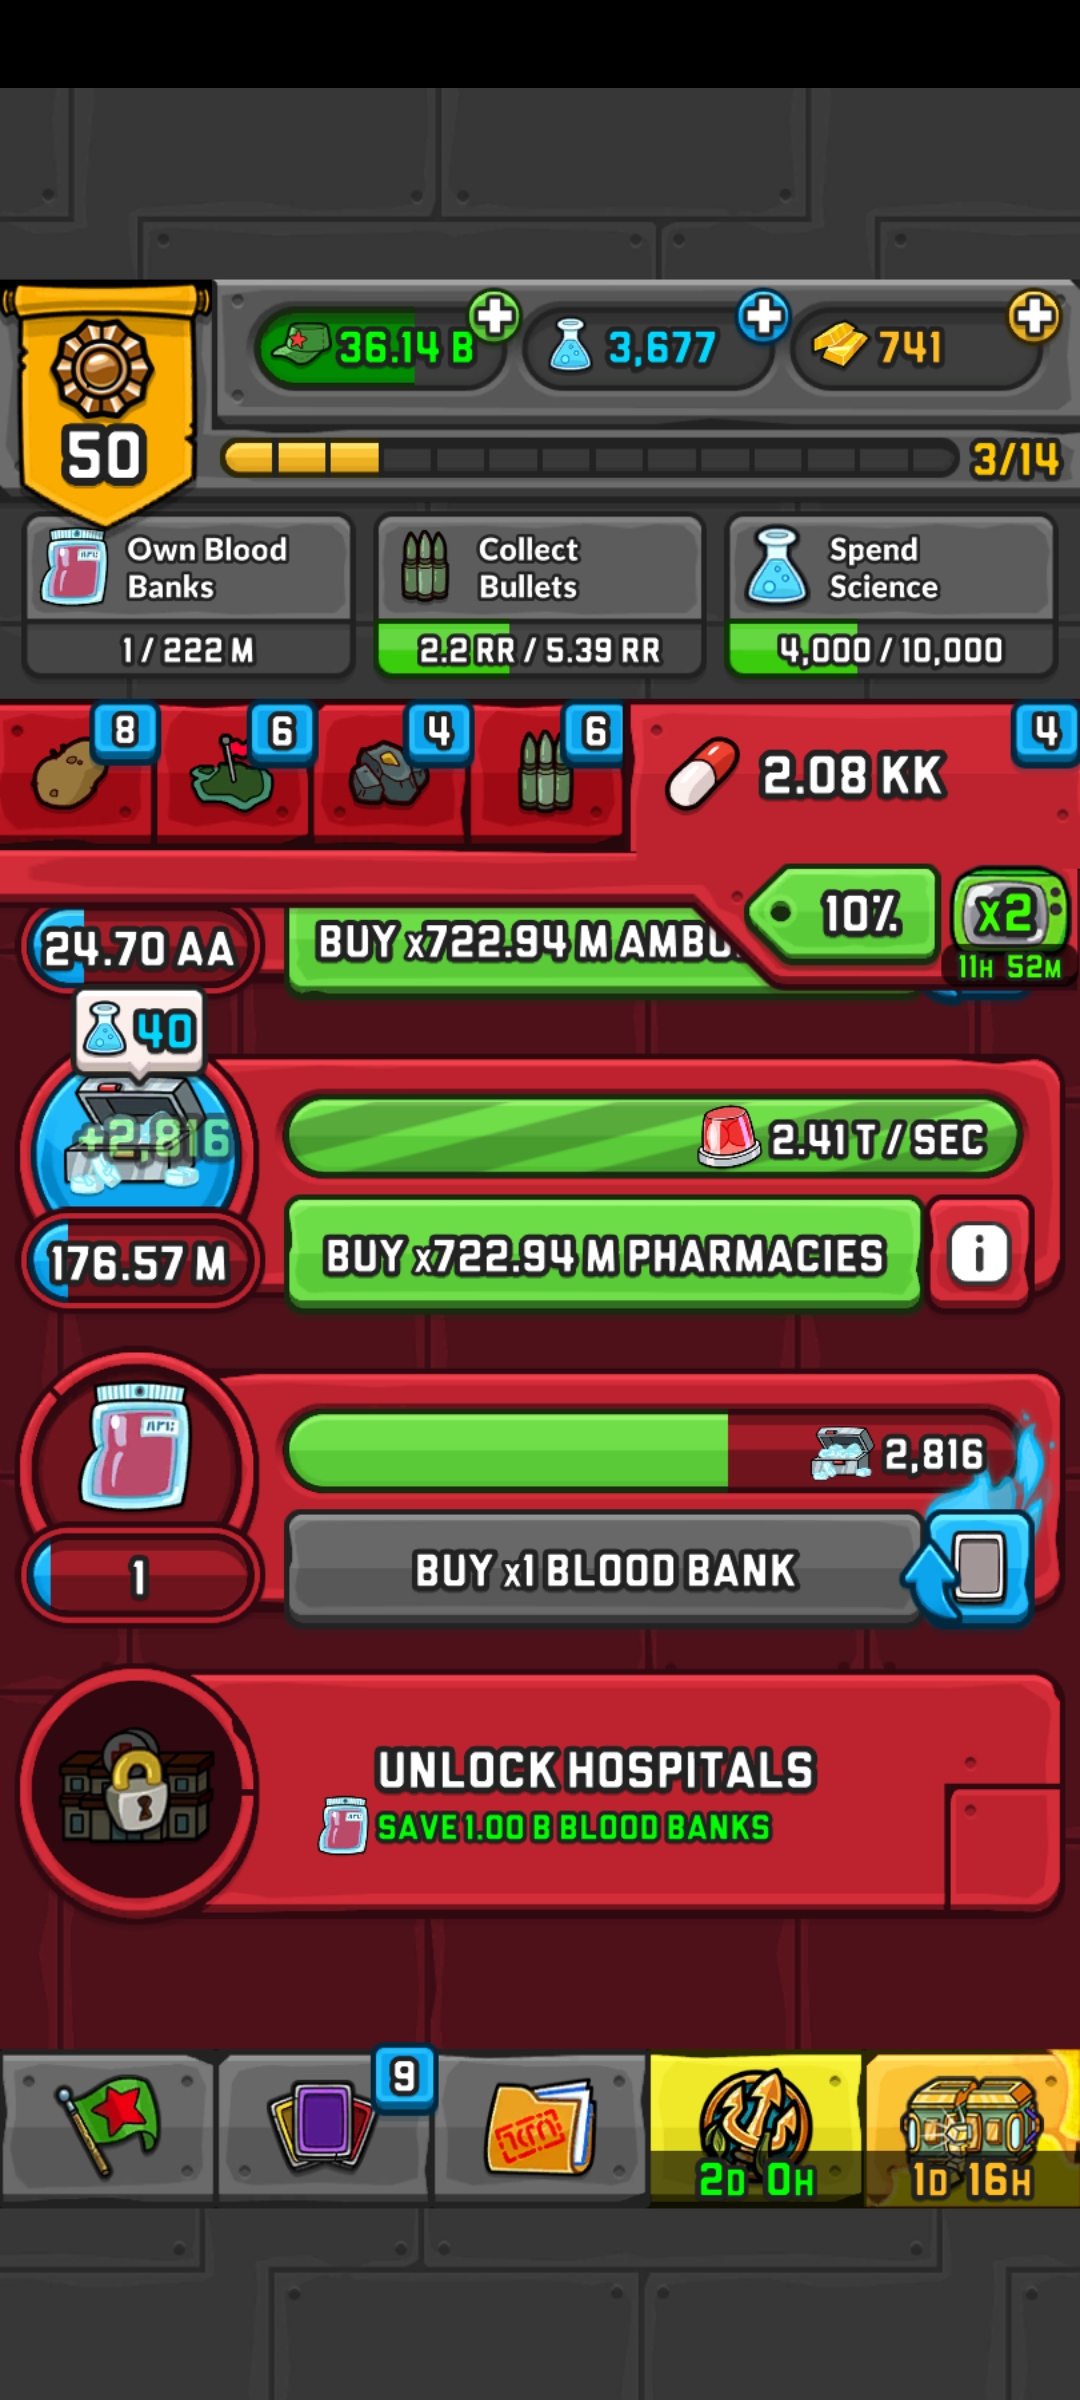 36.14 B
3,677
741
50
3/14
Own Blood
Banks
1 / 222 M
Collect
Bullets
2.2 RR / 5.39 RR
Spend
Science
4,000 / 10,000
8
6
4
6
2.08 KK
4
10%
x2
11H 52M
24.70 AA
BUY x722.94 M AMBU
40
+2,816
2.41 T / SEC
176.57 M
BUY x722.94 M PHARMACIES
i
2,816
1
BUY x1 BLOOD BANK
UNLOCK HOSPITALS
SAVE 1.00 B BLOOD BANKS
9
2D 0H
1D 16H